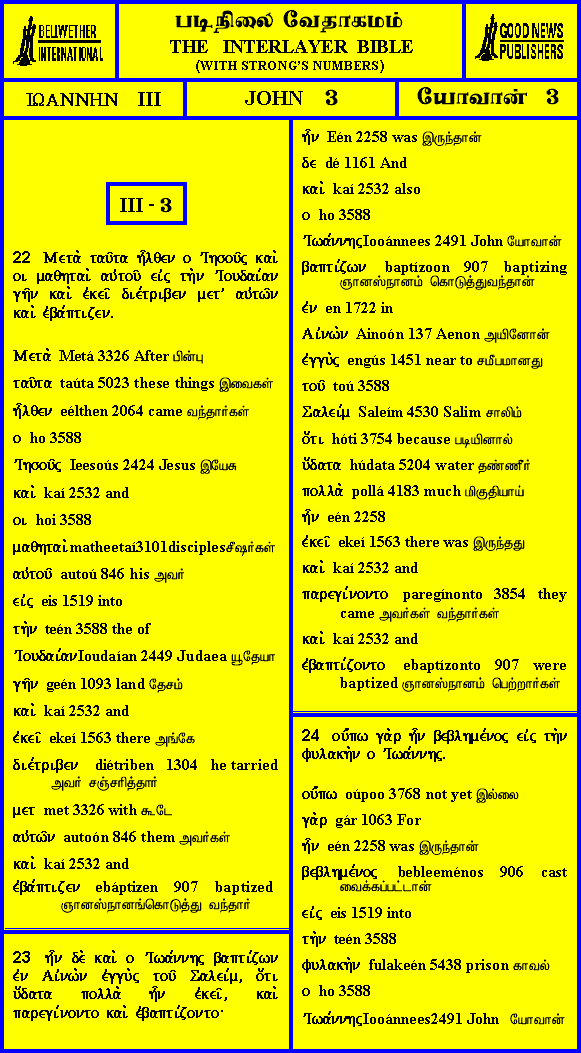 BELLWETHER
INTERNATIONAL
படிநிலை வேதாகமம்
THE INTERLAYER BIBLE
(WITH STRONG'S NUMBERS)
GOOD NEWS
PUBLISHERS
ΙΩΑΝΝΗΝ III
JOHN 3
யோவான் 3
III - 3
22 Μετὰ ταῦτα ἦλθεν ο Ἰησοῦς καὶ
οι μαθηταὶ αὐτοῦ εἰς τὴν Ἰουδαίαν
γῆν καὶ ἐκεῖ διέτριβεν μετ' αὐτῶν
καὶ ἐβάπτιζεν.
Μετὰ Metá 3326 After பின்பு
ταῦτα taúta 5023 these things இவைகள்
ἦλθεν eélthen 2064 came வந்தார்கள்
ο ho 3588
Ἰησοῦς Ieesoús 2424 Jesus இயேசு
καὶ kaí 2532 and
οι hoi 3588
μαθηταὶ matheetaí3101disciples சீஷர்கள்
αὐτοῦ autoú 846 his அவர்
εἰς eis 1519 into
τὴν teén 3588 the of
Ἰουδαίαν Ioudaían 2449 Judaea யூதேயா
γῆν geén 1093 land தேசம்
καὶ kaí 2532 and
ἐκεῖ ekeí 1563 there அங்கே
διέτριβεν diétriben 1304 he tarried
அவர் சஞ்சரித்தார்
μετ met 3326 with கூடே
αὐτῶν autoón 846 them அவர்கள்
καὶ kaí 2532 and
ἐβάπτιζεν ebáptizen 907 baptized
ஞானஸ்நானங்கொடுத்து வந்தார்
23 ἦν δὲ καὶ ο Ἰωάννης βαπτίζων
ἐν Αἰνὼν ἐγγὺς τοῦ Σαλείμ, ὅτι
ὕδατα πολλὰ ἦν ἐκεῖ, καὶ
παρεγίνοντο καὶ ἐβαπτίζοντο·
ἦν Eén 2258 was இருந்தான்
δε dé 1161 And
καὶ kaí 2532 also
ο ho 3588
Ἰωάννης Iooánnees 2491 John யோவான்
βαπτίζων baptízoon 907 baptizing
ஞானஸ்நானம் கொடுத்துவந்தான்
ἐν en 1722 in
Αἰνὼν Ainoón 137 Aenon அயினோன்
ἐγγὺς engús 1451 near to சமீபமானது
τοῦ toú 3588
Σαλείμ Saleím 4530 Salim சாலிம்
ὅτι hóti 3754 because படியினால்
ὕδατα húdata 5204 water தண்ணீர்
πολλὰ pollá 4183 much மிகுதியாய்
ἦν eén 2258
ἐκεῖ ekeí 1563 there was இருந்தது
καὶ kaí 2532 and
παρεγίνοντο paregínonto 3854 they
came அவர்கள் வந்தார்கள்
καὶ kaí 2532 and
ἐβαπτίζοντο ebaptízonto 907 were
baptized ஞானஸ்நானம் பெற்றார்கள்
24 οὔπω γὰρ ἦν βεβλημένος εἰς τὴν
φυλακὴν ο Ἰωάννης.
οὔπω oúpoo 3768 not yet இல்லை
γὰρ gár 1063 For
ἦν eén 2258 was இருந்தான்
βεβλημένος bebleeménos 906 cast
வைக்கப்பட்டான்
εἰς eis 1519 into
τὴν teén 3588
φυλακὴν fulakeén 5438 prison காவல்
ο ho 3588
Ἰωάννης Iooánnees2491 John யோவான்